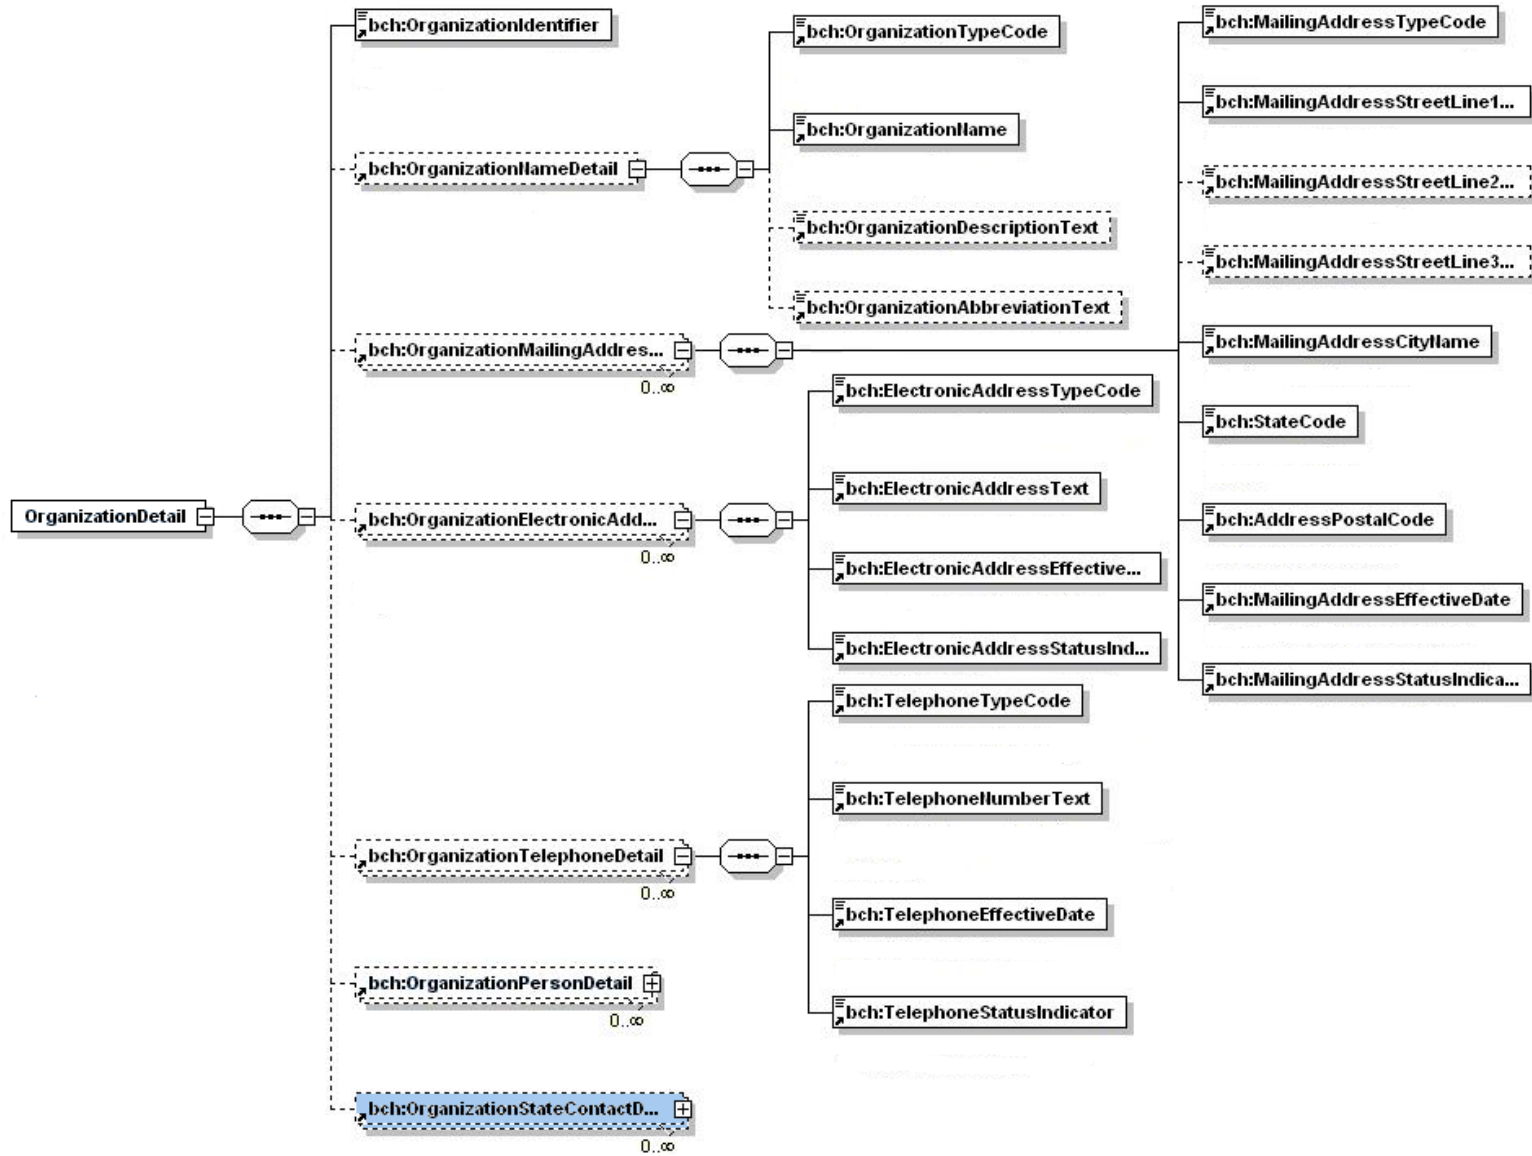 OrganizationDetail
bch:OrganizationIdentifier
bch:OrganizationNameDetail
bch:OrganizationTypeCode
bch:OrganizationName
bch:OrganizationDescriptionText
bch:OrganizationAbbreviationText
bch:OrganizationMailingAddres...
0..∞
bch:MailingAddressTypeCode
bch:MailingAddressStreetLine1...
bch:MailingAddressStreetLine2...
bch:MailingAddressStreetLine3...
bch:MailingAddressCityName
bch:StateCode
bch:AddressPostalCode
bch:MailingAddressEffectiveDate
bch:MailingAddressStatusIndica...
bch:OrganizationElectronicAdd...
0..∞
bch:ElectronicAddressTypeCode
bch:ElectronicAddressText
bch:ElectronicAddressEffective...
bch:ElectronicAddressStatusInd...
bch:OrganizationTelephoneDetail
0..∞
bch:TelephoneTypeCode
bch:TelephoneNumberText
bch:TelephoneEffectiveDate
bch:TelephoneStatusIndicator
bch:OrganizationPersonDetail
0..∞
bch:OrganizationStateContactD...
0..∞